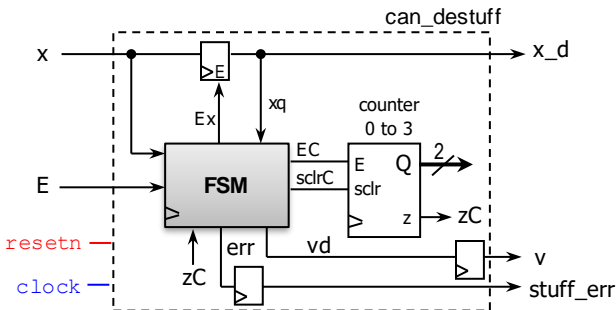 can_destuff
x
x_d
E
Ex
xq
counter
0 to 3
FSM
EC
sclrC
E
sclr
Q
2
z
zC
E
zC
err
vd
v
stuff_err
resetn
clock